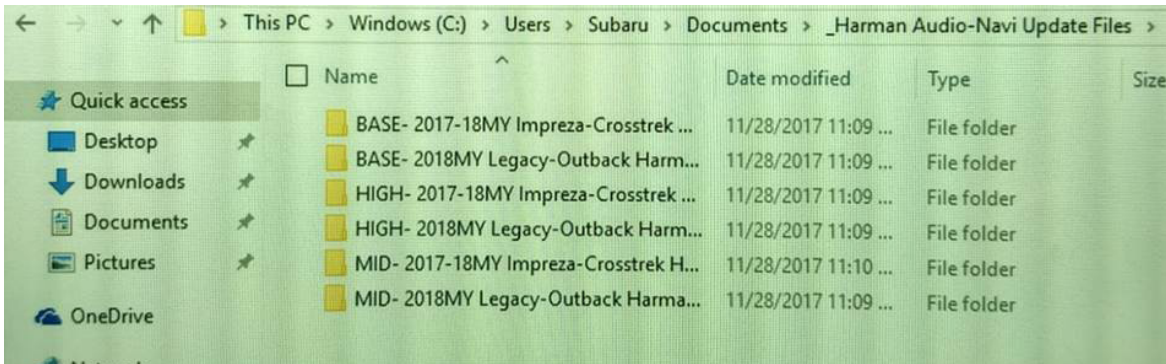 This PC > Windows (C:) > Users > Subaru > Documents > _Harman Audio-Navi Update Files >
Name Date modified Type Size
Quick access
Desktop
Downloads
Documents
Pictures
OneDrive
BASE- 2017-18MY Impreza-Crosstrek ... 11/28/2017 11:09 ... File folder
BASE- 2018MY Legacy-Outback Harm... 11/28/2017 11:09 ... File folder
HIGH- 2017-18MY Impreza-Crosstrek ... 11/28/2017 11:09 ... File folder
HIGH- 2018MY Legacy-Outback Harm... 11/28/2017 11:09 ... File folder
MID- 2017-18MY Impreza-Crosstrek H... 11/28/2017 11:10 ... File folder
MID- 2018MY Legacy-Outback Harma... 11/28/2017 11:09 ... File folder